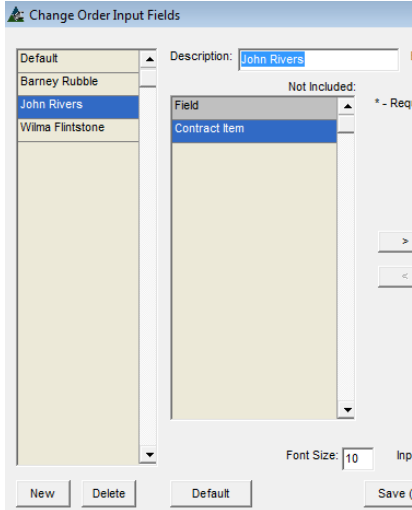 Change Order Input Fields
Default
Barney Rubble
John Rivers
Wilma Flintstone
Description: John Rivers
Not Included:
Field
Contract Item
* - Req
>
<
Font Size: 10
Inp
New
Delete
Default
Save (